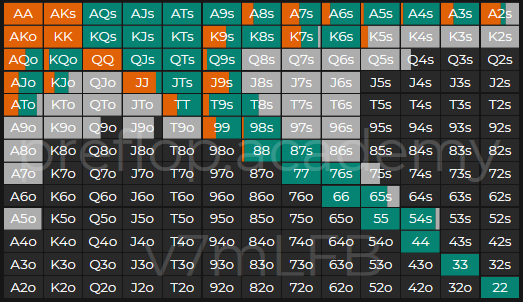 AA AKs AQs AJs ATs A9s A8s A7s A6s A5s A4s A3s A2s
AKo KK KQs KJs KTs K9s K8s K7s K6s K5s K4s K3s K2s
AQo KQo QQ QJs QTs Q9s Q8s Q7s Q6s Q5s Q4s Q3s Q2s
AJo KJo QJo JJ JTs J9s J8s J7s J6s J5s J4s J3s J2s
ATo KTo QTo JTo TT T9s T8s T7s T6s T5s T4s T3s T2s
A9o K9o Q9o J9o T9o 99 98s 97s 96s 95s 94s 93s 92s
A8o K8o Q8o J8o T8o 98o 88 87s 86s 85s 84s 83s 82s
A7o K7o Q7o J7o T7o 97o 87o 77 76s 75s 74s 73s 72s
A6o K6o Q6o J6o T6o 96o 86o 76o 66 65s 64s 63s 62s
A5o K5o Q5o J5o T5o 95o 85o 75o 65o 55 54s 53s 52s
A4o K4o Q4o J4o T4o 94o 84o 74o 64o 54o 44 43s 42s
A3o K3o Q3o J3o T3o 93o 83o 73o 63o 53o 43o 33 32s
A2o K2o Q2o J2o T2o 92o 82o 72o 62o 52o 42o 32o 22
preflop.academy
v7mLFB